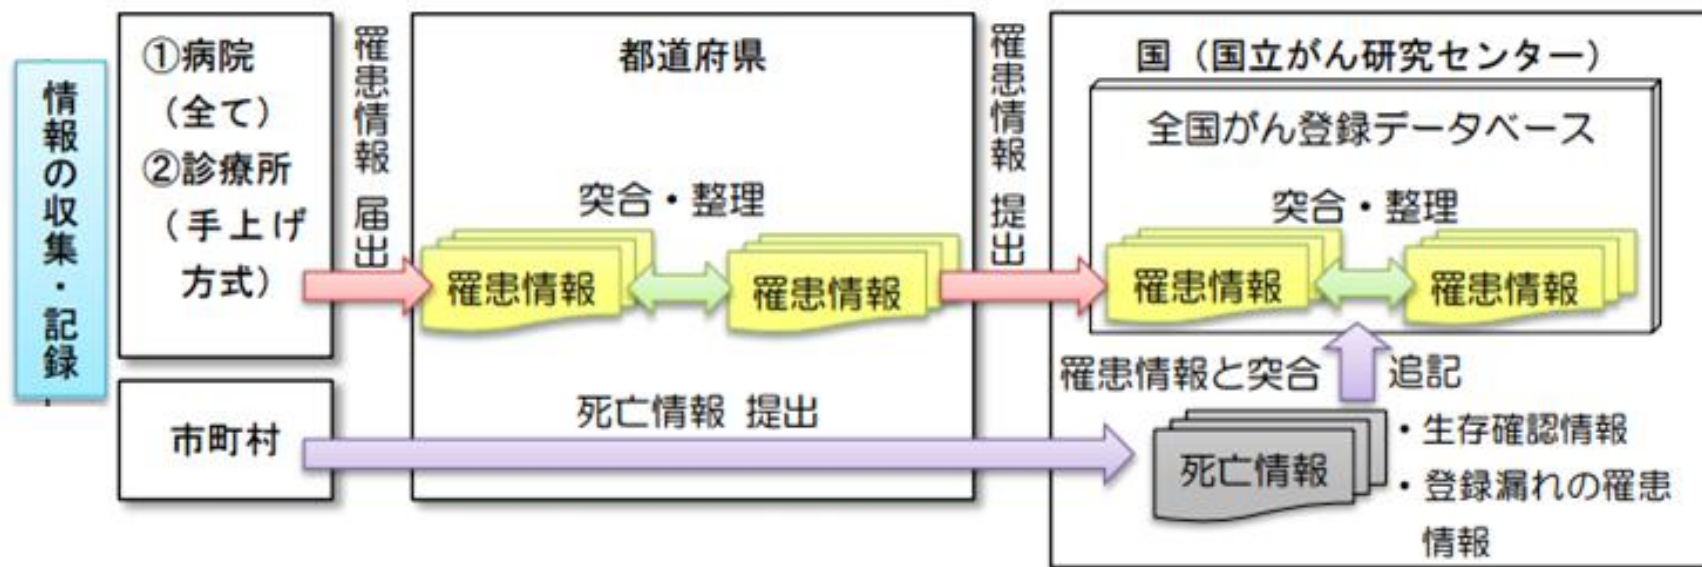 情報の収集・記録
①病院
（全て）
②診療所
（手上げ
方式）
罹患情報 届出
都道府県
突合・整理
罹患情報
罹患情報
罹患情報 提出
国（国立がん研究センター）
全国がん登録データベース
突合・整理
罹患情報
罹患情報
罹患情報と突合
追記
市町村
死亡情報 提出
死亡情報
・生存確認情報
・登録漏れの罹患
情報